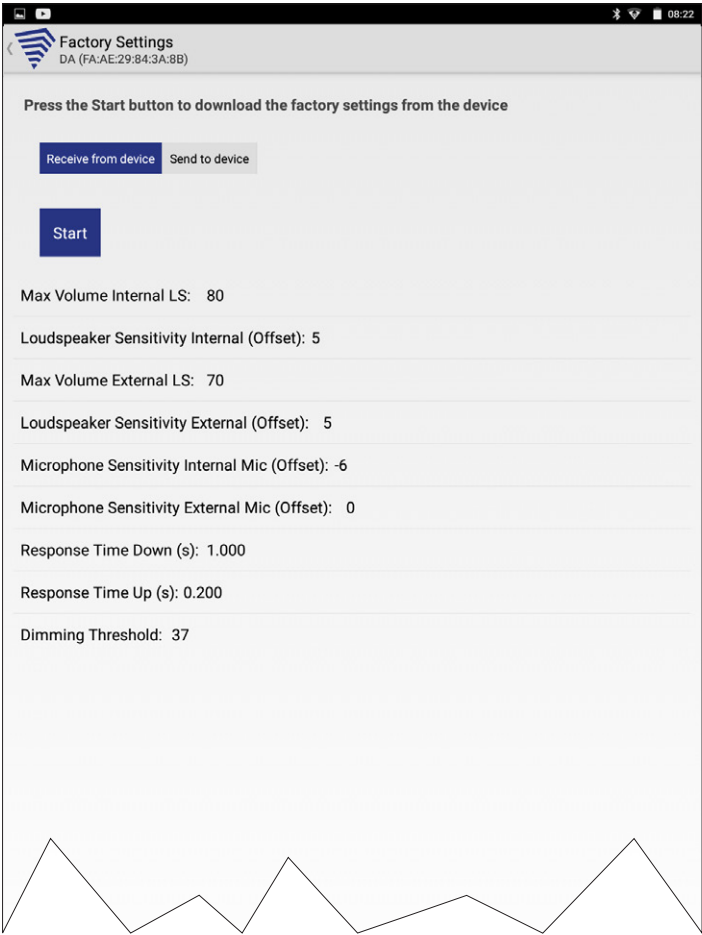 08:22
Factory Settings
DA (FA:AE:29:84:3A:8B)
Press the Start button to download the factory settings from the device
Receive from device Send to device
Start
Max Volume Internal LS: 80
Loudspeaker Sensitivity Internal (Offset): 5
Max Volume External LS: 70
Loudspeaker Sensitivity External (Offset): 5
Microphone Sensitivity Internal Mic (Offset): -6
Microphone Sensitivity External Mic (Offset): 0
Response Time Down (s): 1.000
Response Time Up (s): 0.200
Dimming Threshold: 37